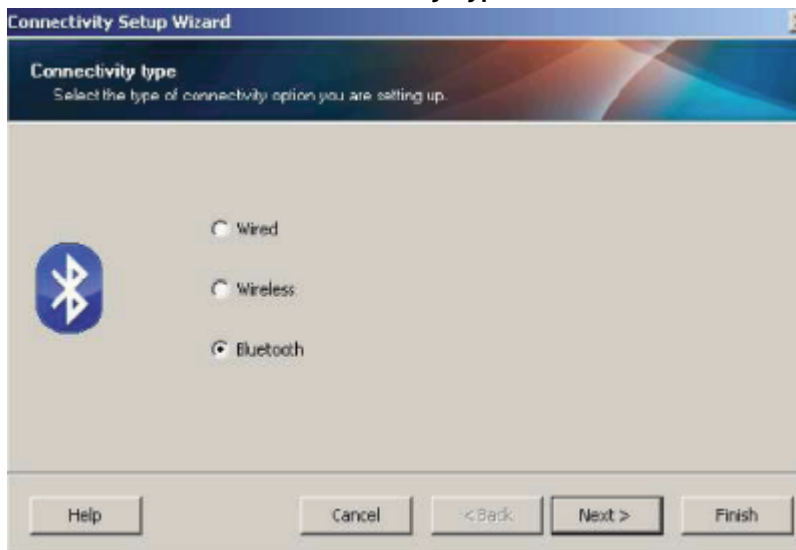 Connectivity Setup Wizard
Connectivity type
Select the type of connectivity option you are setting up.
Wired
Wireless
Bluetooth
Help
Cancel
< Back
Next >
Finish